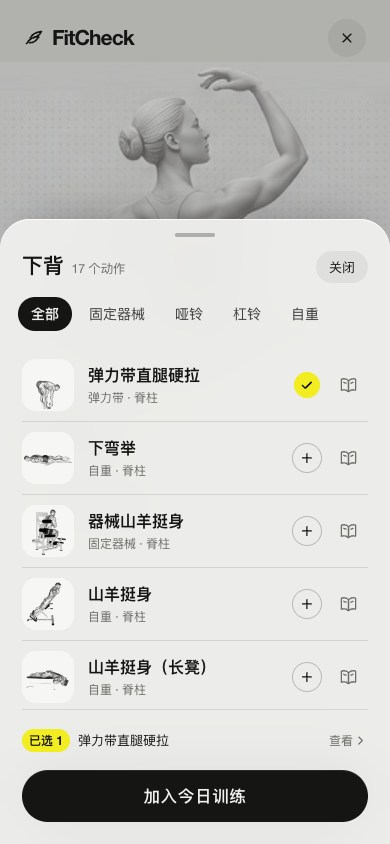 FitCheck
下背 17 个动作
关闭
全部 固定器械 哑铃 杠铃 自重
弹力带直腿硬拉
弹力带 · 脊柱
下弯举
自重 · 脊柱
器械山羊挺身
固定器械 · 脊柱
山羊挺身
自重 · 脊柱
山羊挺身（长凳）
自重 · 脊柱
已选 1 弹力带直腿硬拉 查看
加入今日训练